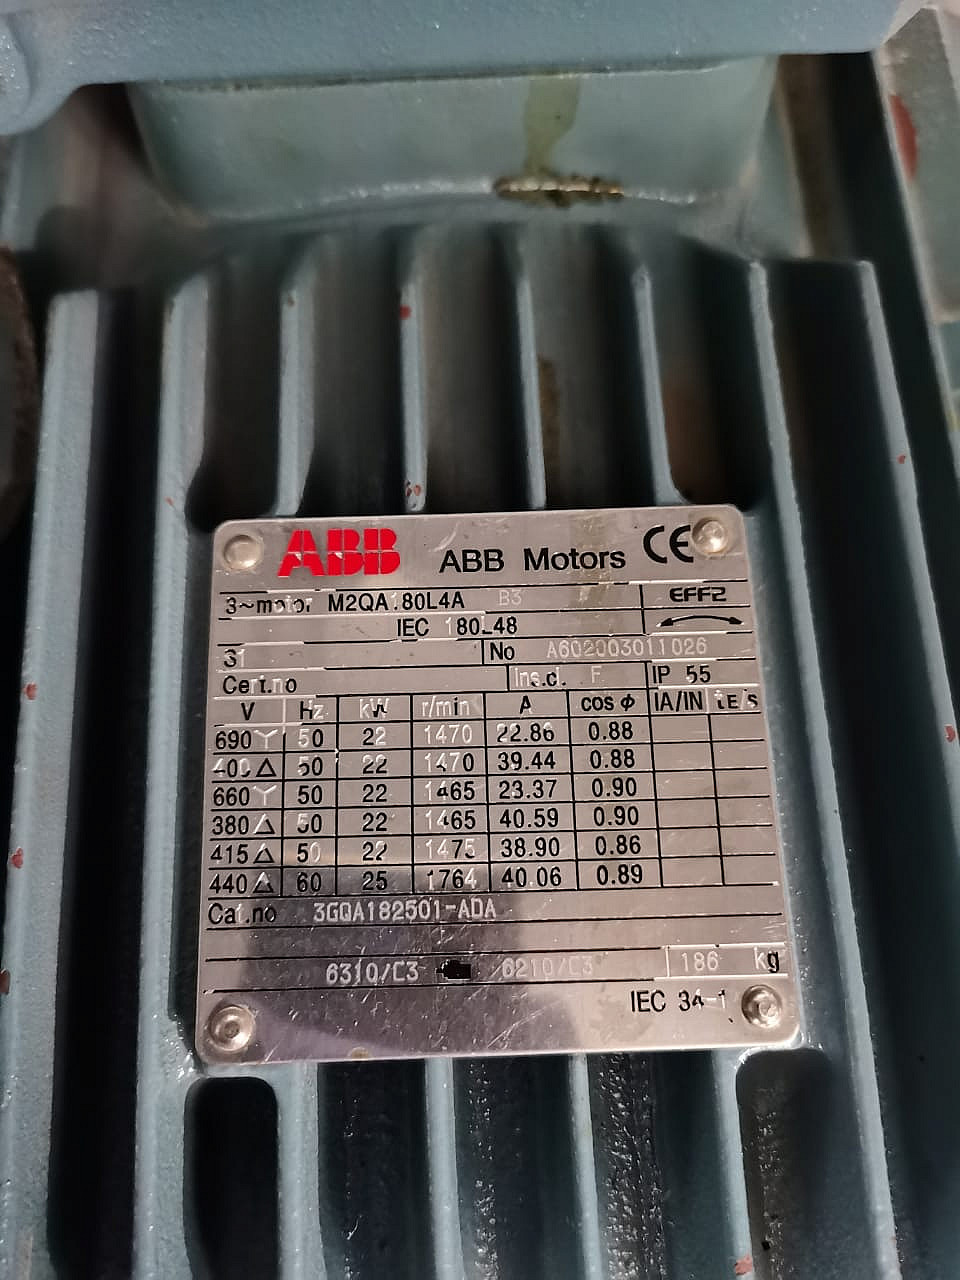 ABB ABB Motors CE
3~motor M2QA180L4A B3 EFF2
IEC 180L48
31 No A602003011026
Cert.no Ins.cl. F IP 55
V Hz kW r/min A cos φ IA/IN tE/s
690 Y 50 22 1470 22.86 0.88
400 Δ 50 22 1470 39.44 0.88
660 Y 50 22 1465 23.37 0.90
380 Δ 50 22 1465 40.59 0.90
415 Δ 50 22 1475 38.90 0.86
440 Δ 60 25 1764 40.06 0.89
Cat.no 3GQA182501-ADA
6310/C3 6210/C3 186 kg
IEC 34-1